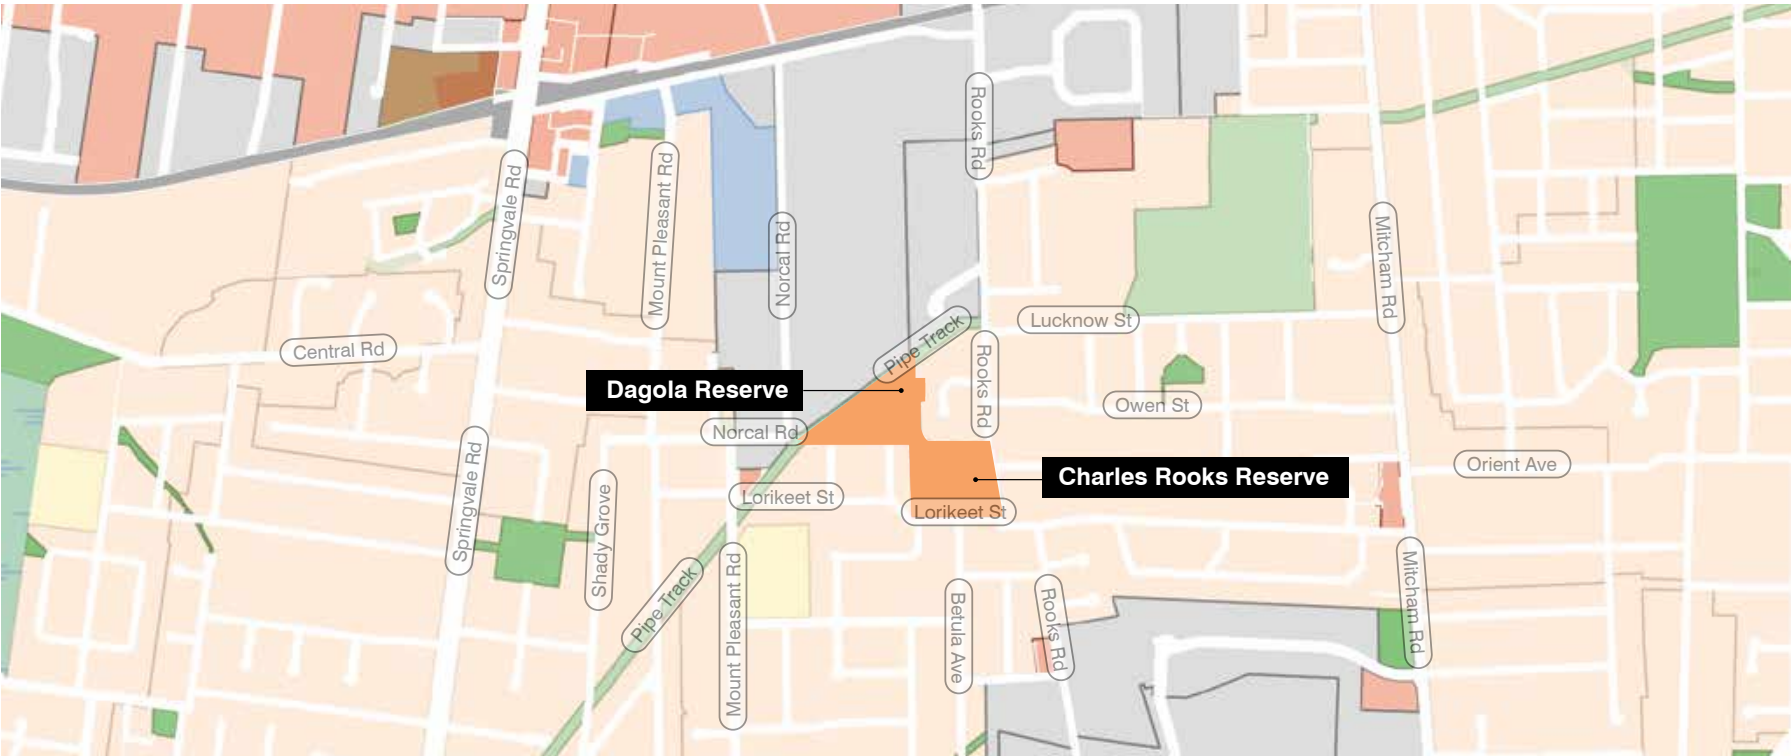 Rooks Rd
Springvale Rd
Mount Pleasant Rd
Norcal Rd
Mitcham Rd
Lucknow St
Pipe Track
Central Rd
Rooks Rd
Dagola Reserve
Owen St
Norcal Rd
Orient Ave
Charles Rooks Reserve
Springvale Rd
Shady Grove
Lorikeet St
Lorikeet St
Pipe Track
Mount Pleasant Rd
Betula Ave
Rooks Rd
Mitcham Rd